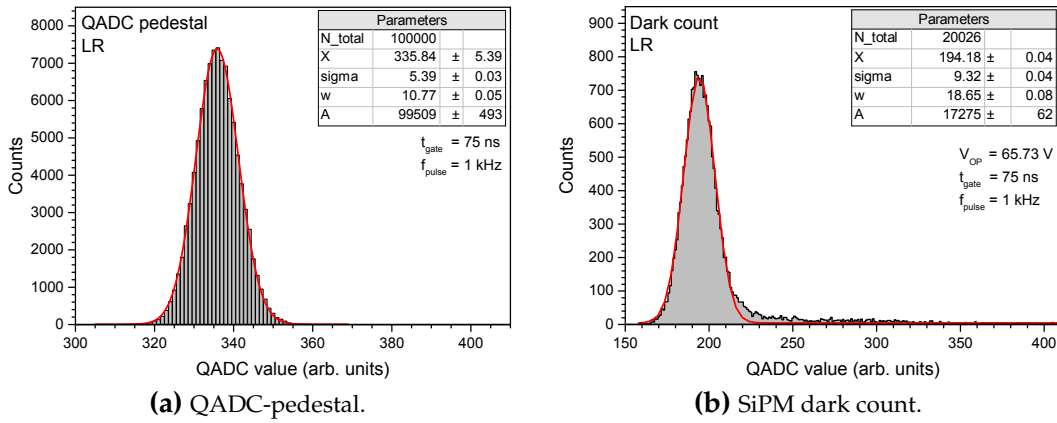 QADC pedestal
LR
Parameters
N_total 100000
X 335.84 ± 5.39
sigma 5.39 ± 0.03
w 10.77 ± 0.05
A 99509 ± 493
t_gate = 75 ns
f_pulse = 1 kHz
8000
7000
6000
5000
4000
3000
2000
1000
0
Counts
300 320 340 360 380 400
QADC value (arb. units)
(a) QADC-pedestal.
Dark count
LR
Parameters
N_total 20026
X 194.18 ± 0.04
sigma 9.32 ± 0.04
w 18.65 ± 0.08
A 17275 ± 62
V_OP = 65.73 V
t_gate = 75 ns
f_pulse = 1 kHz
900
800
700
600
500
400
300
200
100
0
Counts
150 200 250 300 350 400
QADC value (arb. units)
(b) SiPM dark count.